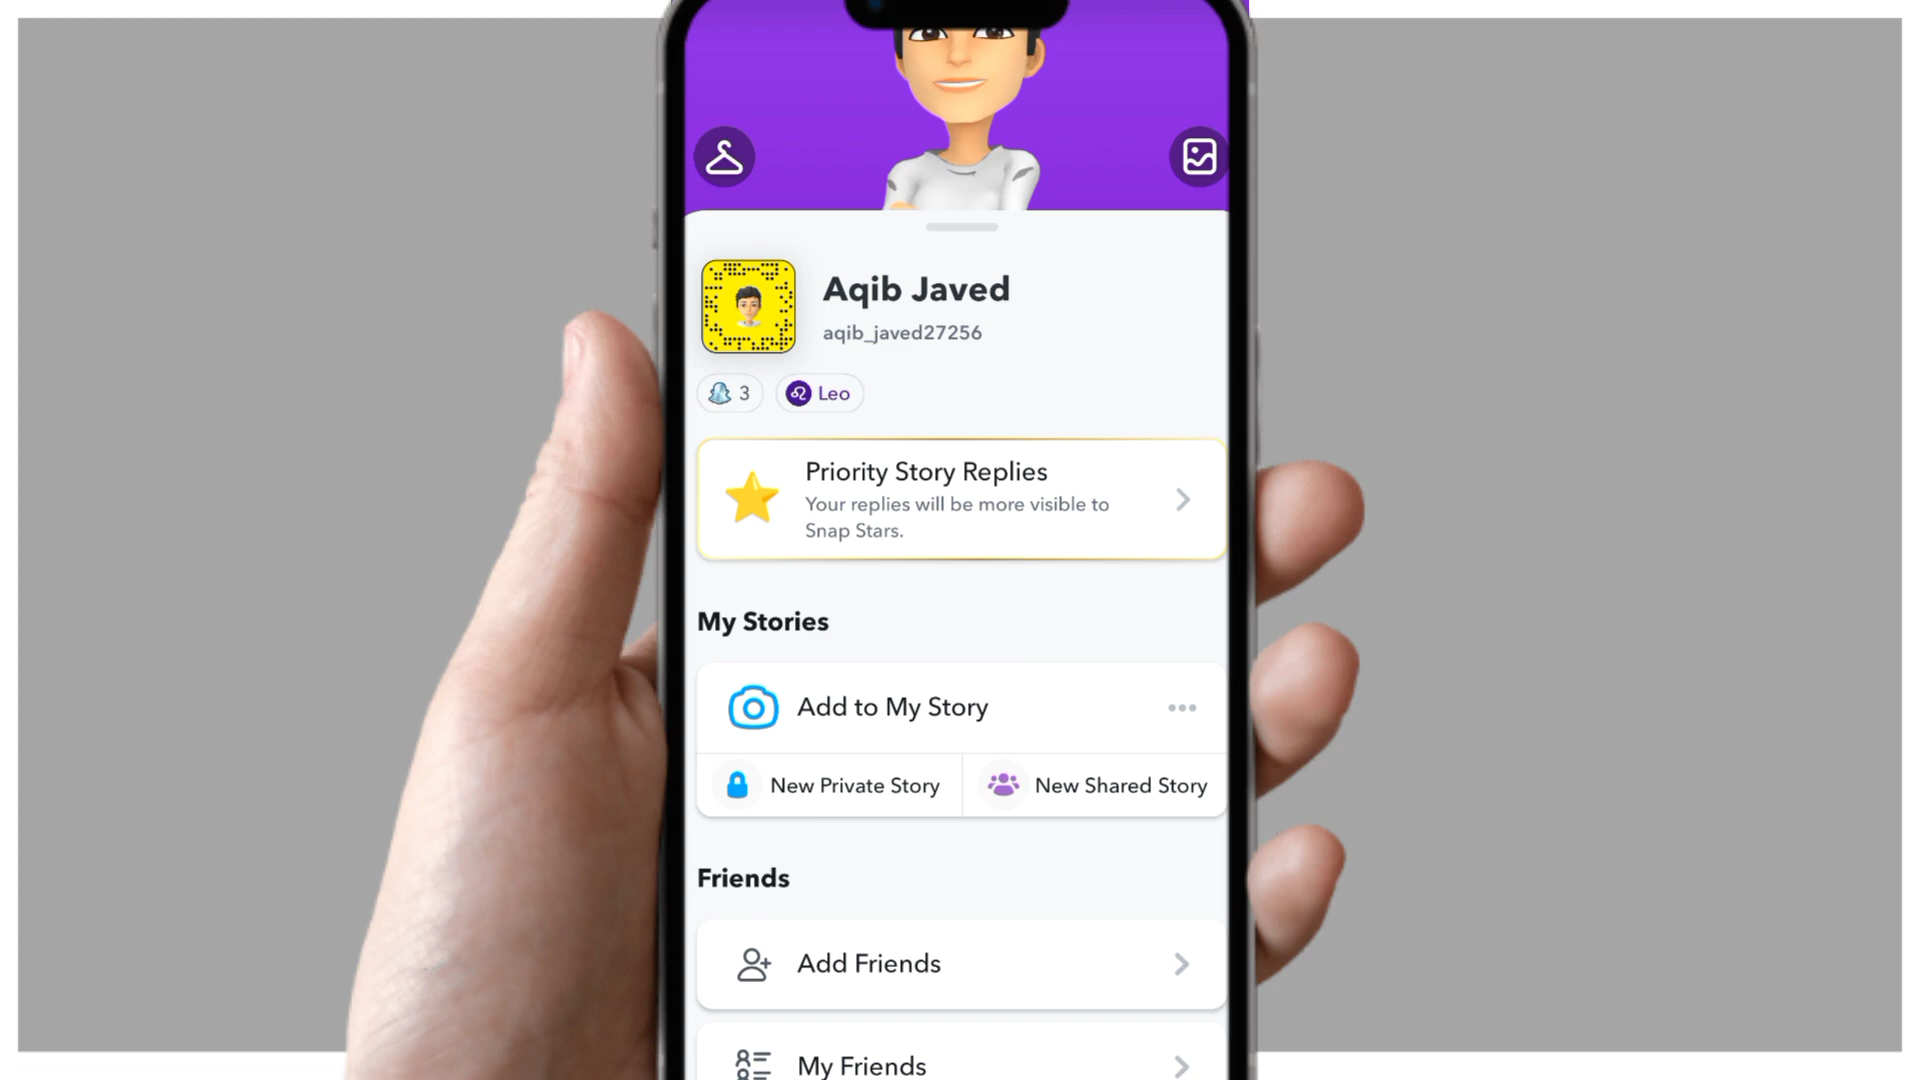 Aqib Javed
aqib_javed27256
3
Leo
Priority Story Replies
Your replies will be more visible to
Snap Stars.
My Stories
Add to My Story
New Private Story
New Shared Story
Friends
Add Friends
My Friends